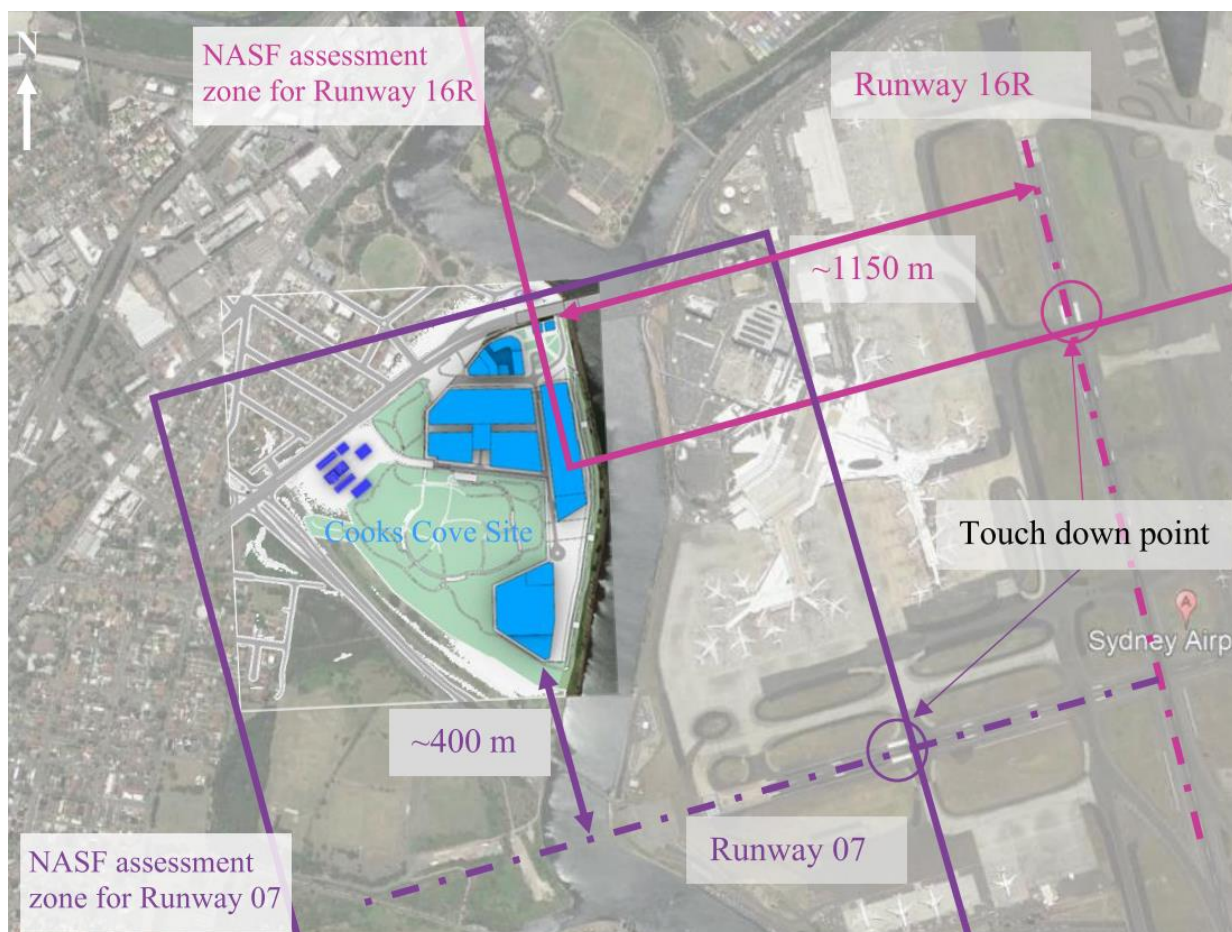 N
NASF assessment
zone for Runway 16R
Runway 16R
~1150 m
Cooks Cove Site
Touch down point
A
Sydney Airp
~400 m
Runway 07
NASF assessment
zone for Runway 07